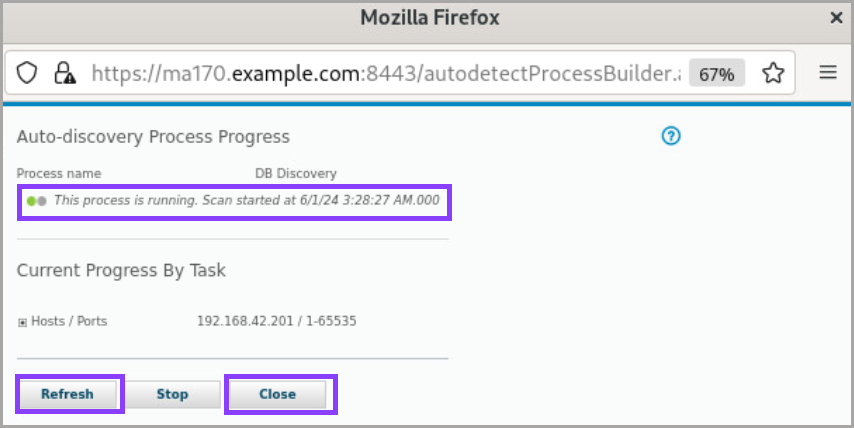 Mozilla Firefox
https://ma170.example.com:8443/autodetectProcessBuilder. 67%
Auto-discovery Process Progress
Process name DB Discovery
This process is running. Scan started at 6/1/24 3:28:27 AM.000
Current Progress By Task
Hosts / Ports 192.168.42.201 / 1-65535
Refresh Stop Close